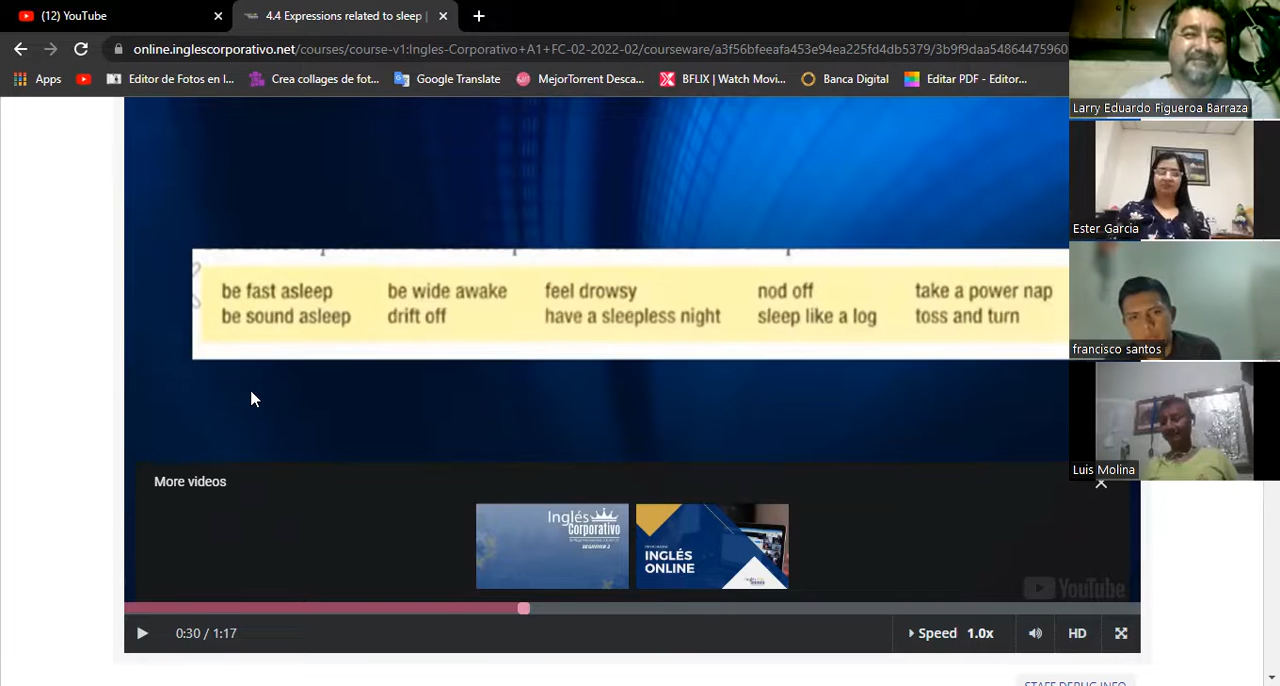 (12) YouTube
4.4 Expressions related to sleep |
online.inglescorporativo.net/courses/course-v1:Ingles-Corporativo+A1+FC-02-2022-02/courseware/a3f56bfeeafa453e94ea225fd4db5379/3b9f9daa54864475960
Apps
Editor de Fotos en l...
Crea collages de fot...
Google Translate
MejorTorrent Desca...
BFLIX | Watch Movi...
Banca Digital
Editar PDF - Editor...
Larry Eduardo Figueroa Barraza
Ester Garcia
francisco santos
Luis Molina
be fast asleep be wide awake feel drowsy nod off take a power nap
be sound asleep drift off have a sleepless night sleep like a log toss and turn
More videos
Inglés
Corporativo
INGLÉS
ONLINE
YouTube
0:30 / 1:17
Speed 1.0x
HD
STAFF DEBUG INFO